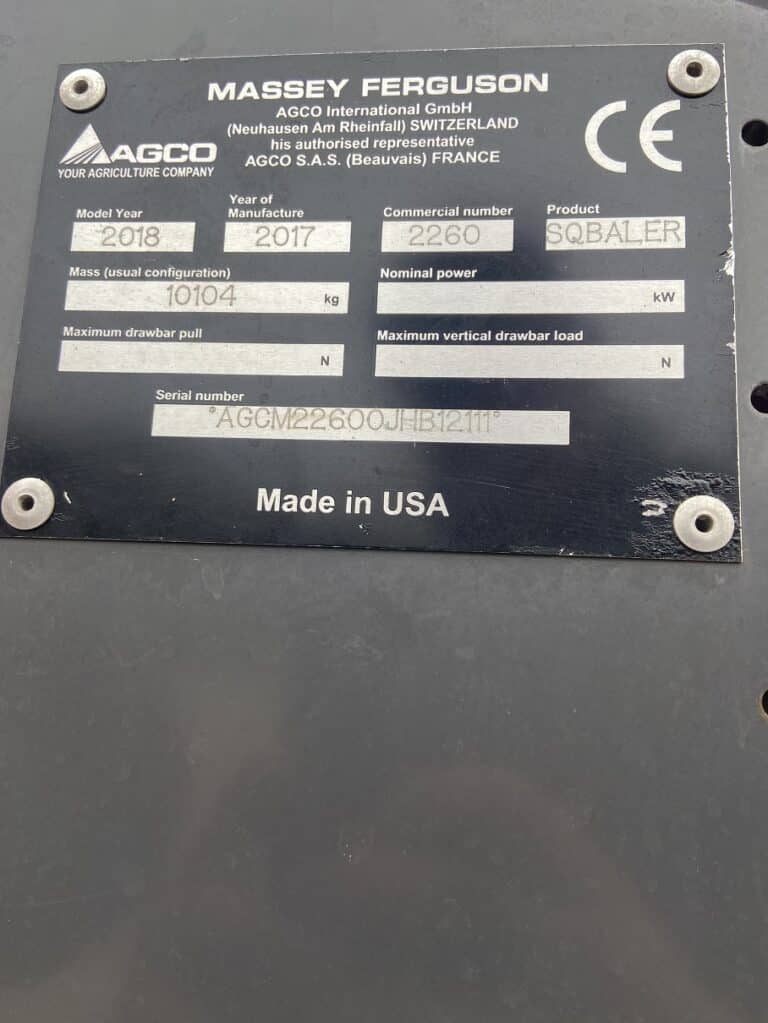 MASSEY FERGUSON
AGCO International GmbH
(Neuhausen Am Rheinfall) SWITZERLAND
his authorised representative
AGCO S.A.S. (Beauvais) FRANCE
CE
AGCO
YOUR AGRICULTURE COMPANY
Model Year
2018
Year of
Manufacture
2017
Commercial number
2260
Product
SQBALER
Mass (usual configuration)
10104 kg
Nominal power
kW
Maximum drawbar pull
N
Maximum vertical drawbar load
N
Serial number
*AGCM22600JHB12111*
Made in USA